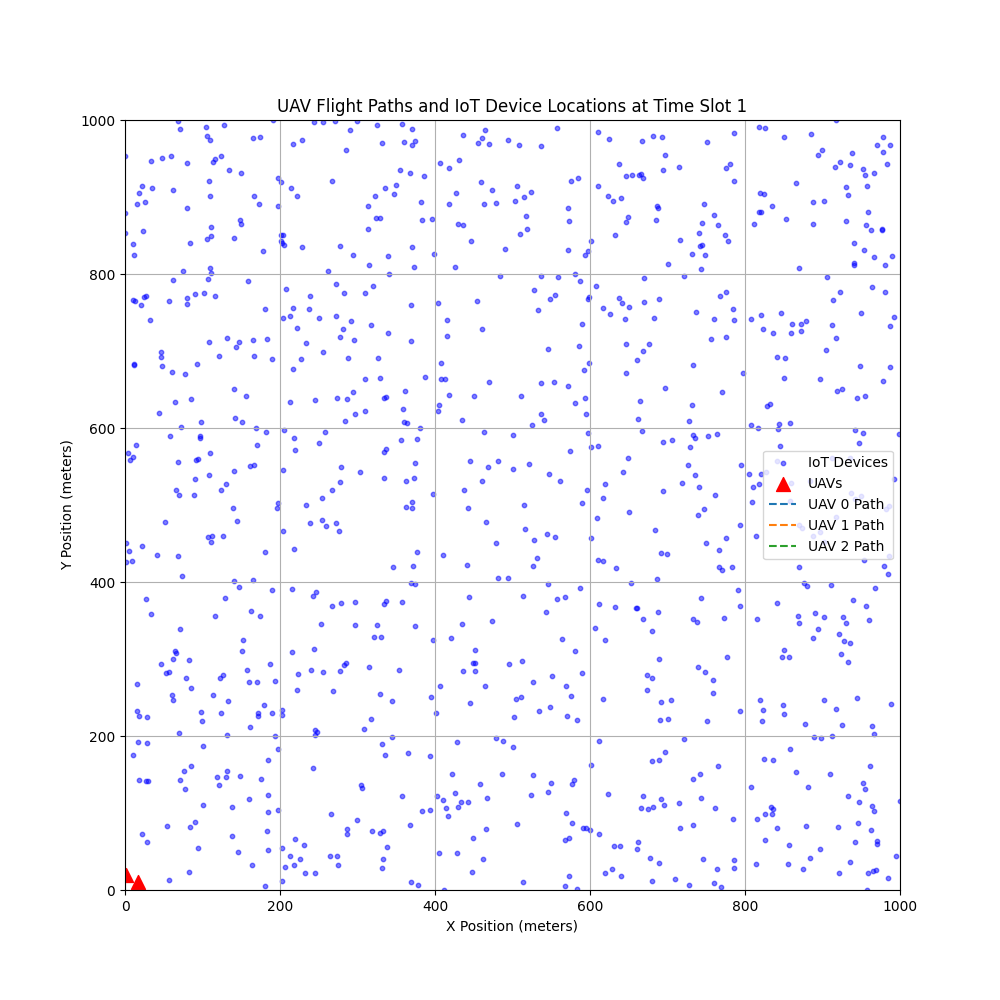 UAV Flight Paths and IoT Device Locations at Time Slot 1
1000
800
600
400
200
0
Y Position (meters)
IoT Devices
UAVs
UAV 0 Path
UAV 1 Path
UAV 2 Path
0 200 400 600 800 1000
X Position (meters)